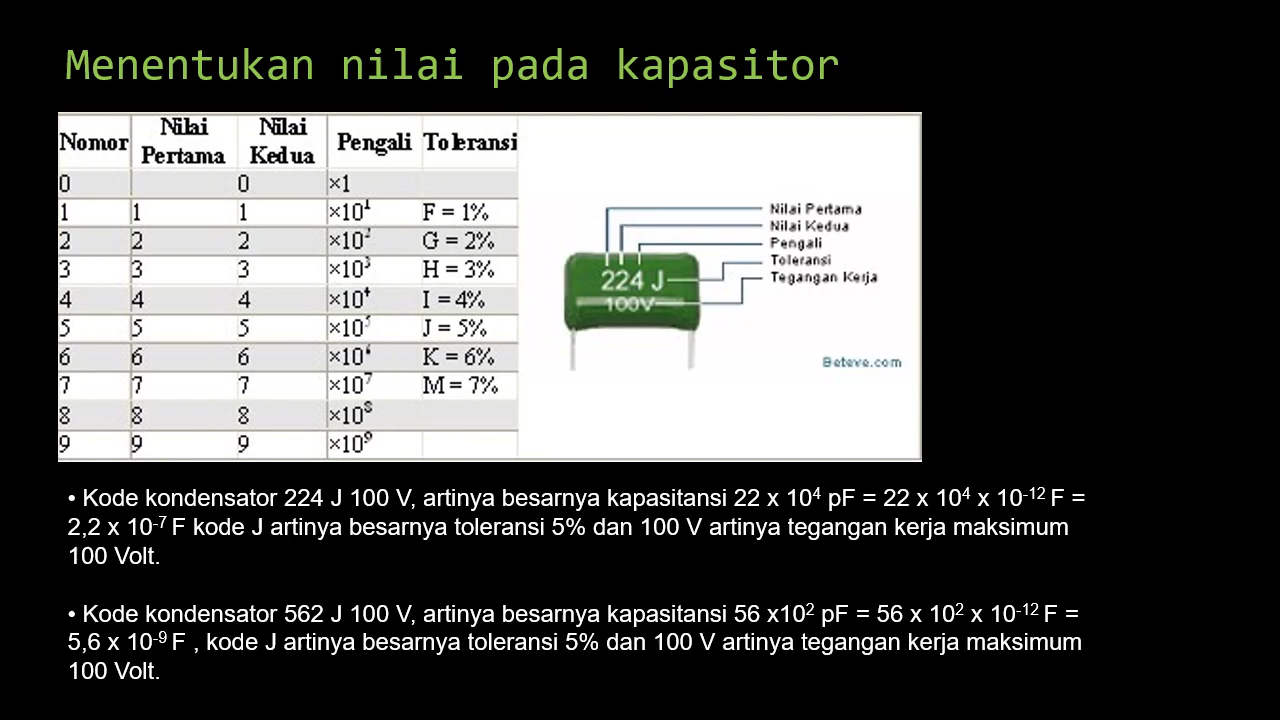 Menentukan nilai pada kapasitor
Nomor Nilai Pertama Nilai Kedua Pengali Toleransi
0 0 ×1
1 1 1 ×10¹ F = 1%
2 2 2 ×10² G = 2%
3 3 3 ×10³ H = 3%
4 4 4 ×10⁴ I = 4%
5 5 5 ×10⁵ J = 5%
6 6 6 ×10⁶ K = 6%
7 7 7 ×10⁷ M = 7%
8 8 8 ×10⁸
9 9 9 ×10⁹
Nilai Pertama
Nilai Kedua
Pengali
Toleransi
Tegangan Kerja
224 J
100V
Beteve.com
• Kode kondensator 224 J 100 V, artinya besarnya kapasitansi 22 x 10⁴ pF = 22 x 10⁴ x 10⁻¹² F =
2,2 x 10⁻⁷ F kode J artinya besarnya toleransi 5% dan 100 V artinya tegangan kerja maksimum
100 Volt.
• Kode kondensator 562 J 100 V, artinya besarnya kapasitansi 56 x10² pF = 56 x 10² x 10⁻¹² F =
5,6 x 10⁻⁹ F , kode J artinya besarnya toleransi 5% dan 100 V artinya tegangan kerja maksimum
100 Volt.